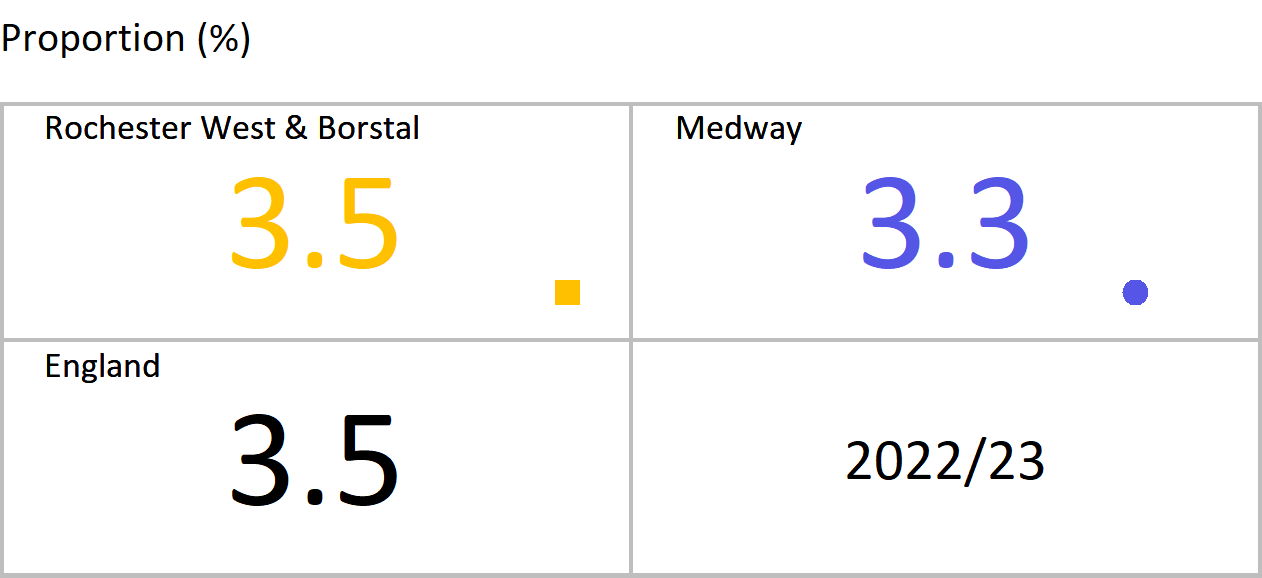 Proportion (%)
Rochester West & Borstal
3.5
Medway
3.3
England
3.5
2022/23